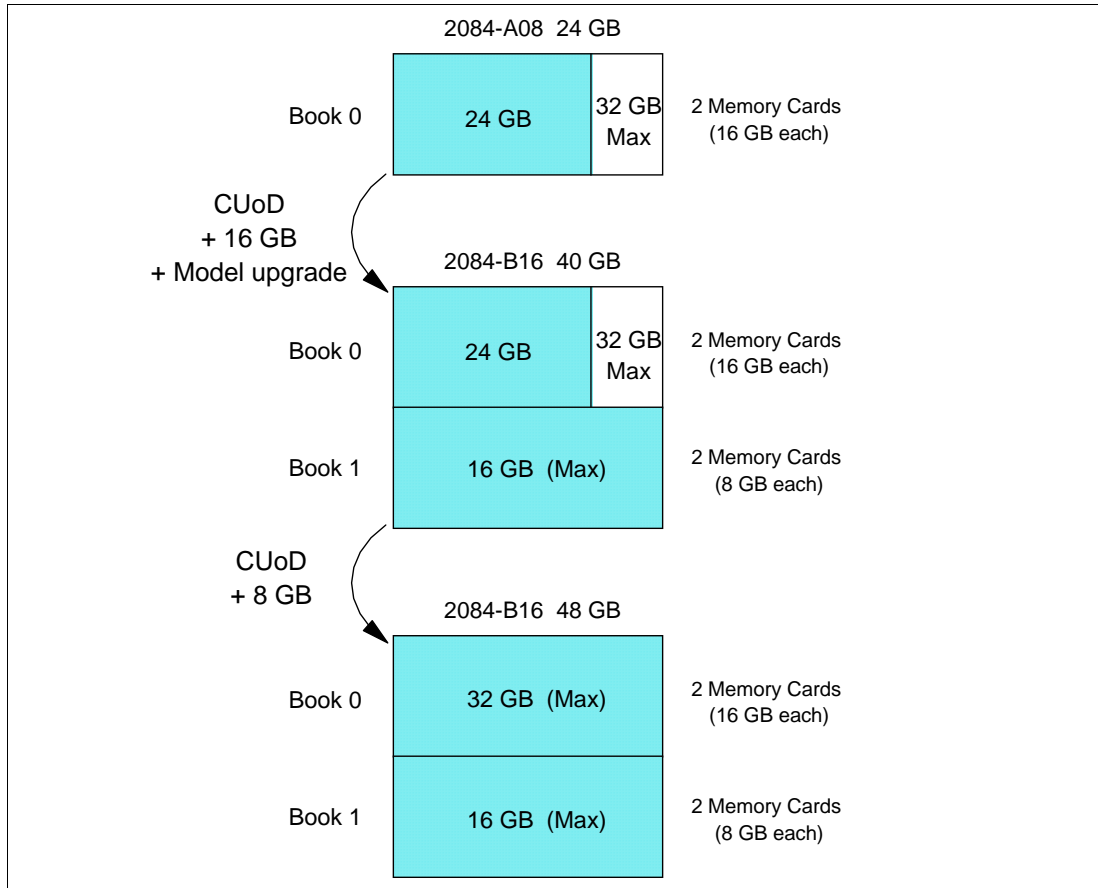 2084-A08 24 GB
Book 0
24 GB
32 GB
Max
2 Memory Cards
(16 GB each)
CUoD
+ 16 GB
+ Model upgrade
2084-B16 40 GB
Book 0
24 GB
32 GB
Max
2 Memory Cards
(16 GB each)
Book 1
16 GB (Max)
2 Memory Cards
(8 GB each)
CUoD
+ 8 GB
2084-B16 48 GB
Book 0
32 GB (Max)
2 Memory Cards
(16 GB each)
Book 1
16 GB (Max)
2 Memory Cards
(8 GB each)